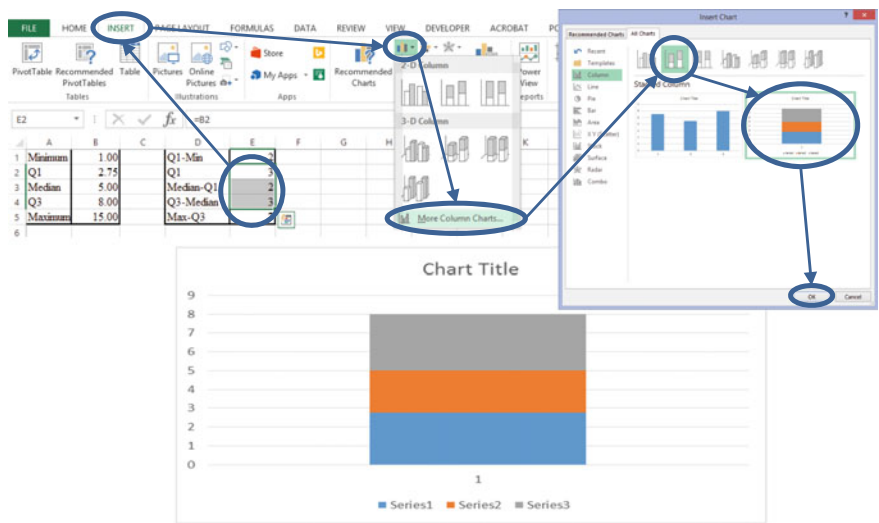 FILE HOME INSERT PAGE LAYOUT FORMULAS DATA REVIEW VIEW DEVELOPER ACROBAT
PivotTable Recommended PivotTables Table Pictures Online Pictures Store My Apps Recommended Charts Power View
Tables Illustrations Apps Reports
E2 fx =B2
A B C D E F G H K
1 Minimum 1.00 Q1-Min 2
2 Q1 2.75 Q1 3
3 Median 5.00 Median-Q1 2
4 Q3 8.00 Q3-Median 3
5 Maximum 15.00 Max-Q3
6
2-D Column
3-D Column
More Column Charts...
Insert Chart ?
Recommended Charts All Charts
Recent
Templates
Column
Line
Pie
Bar
Area
X Y (Scatter)
Stock
Surface
Radar
Combo
Stacked Column
Chart Title
Chart Title
OK Cancel
Chart Title
9
8
7
6
5
4
3
2
1
0
1
Series1 Series2 Series3